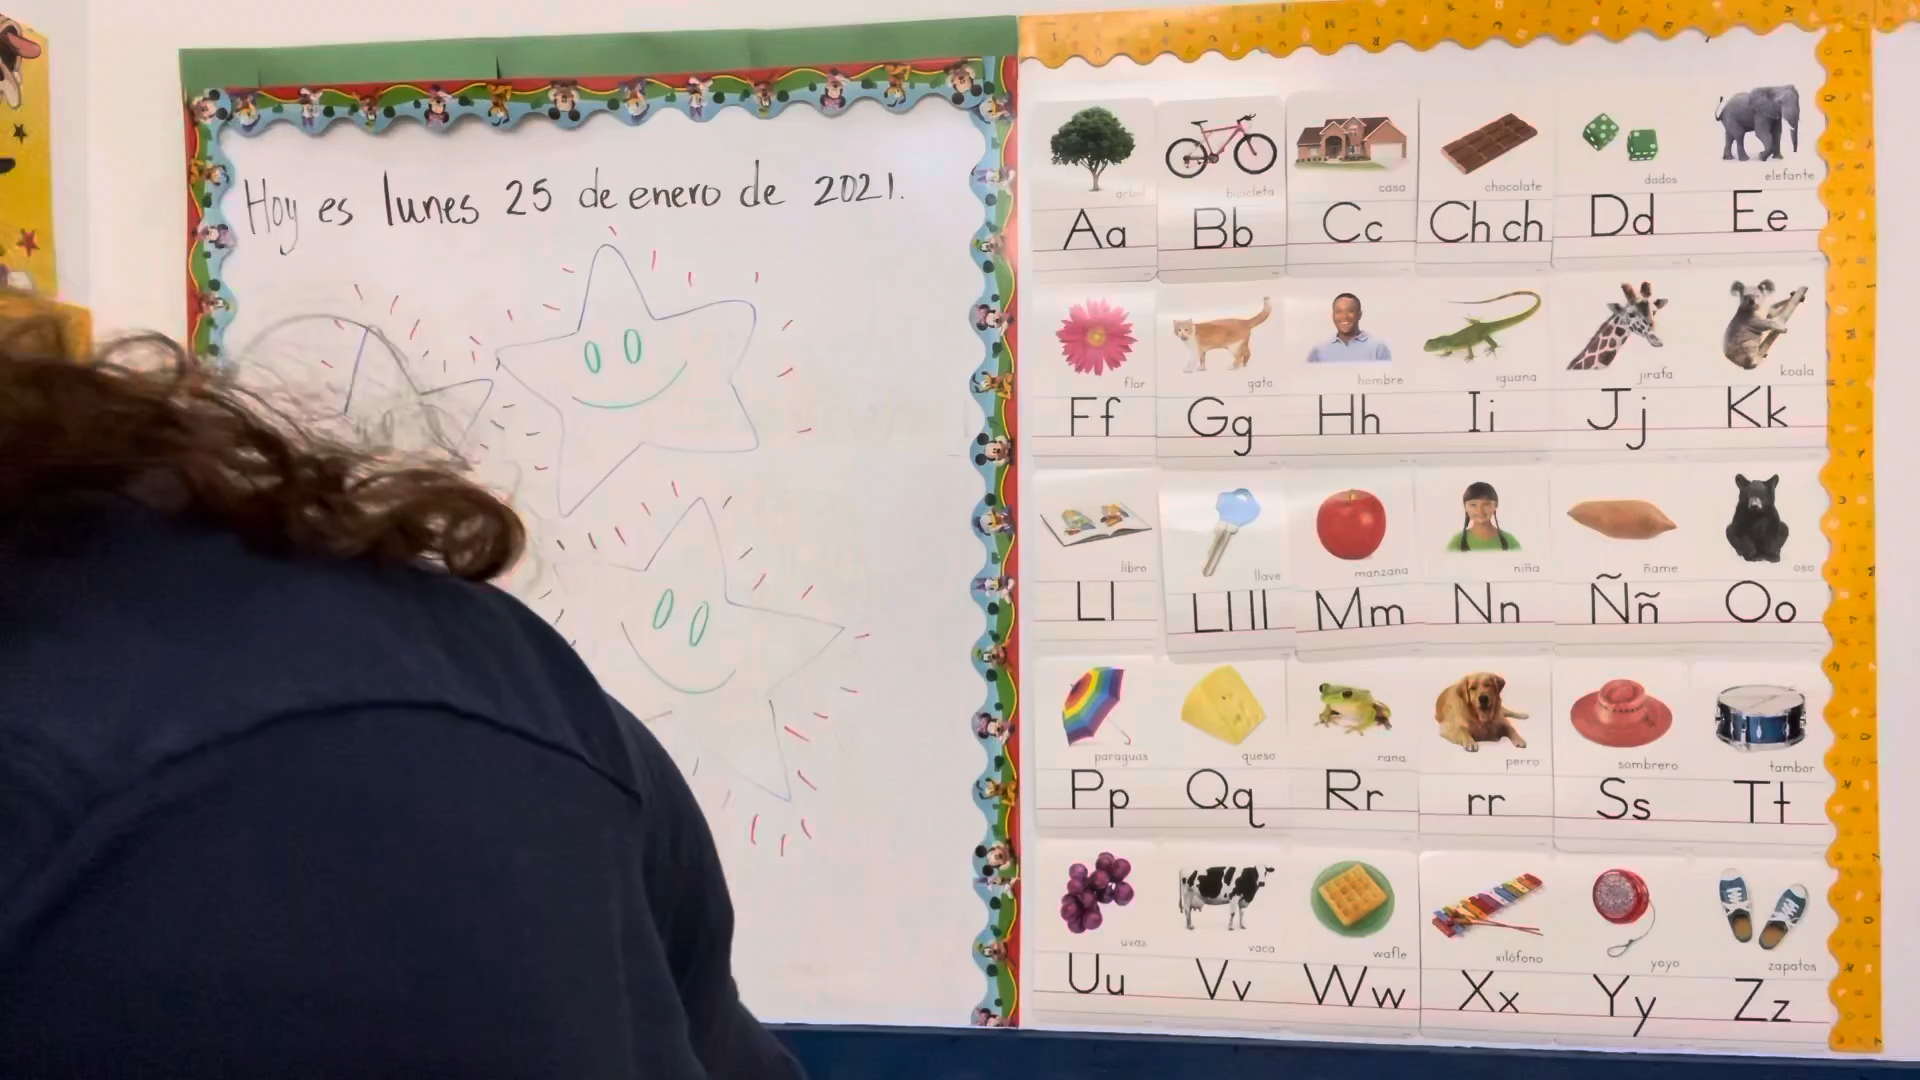 Hoy es lunes 25 de enero de 2021.
árbol bicicleta casa chocolate dados elefante
Aa Bb Cc Ch ch Dd Ee
flor gato hombre iguana jirafa koala
Ff Gg Hh Ii Jj Kk
libro llave manzana niña ñame oso
Ll Ll ll Mm Nn Ññ Oo
paraguas queso rana perro sombrero tambor
Pp Qq Rr rr Ss Tt
uvas vaca wafle xilófono yoyo zapatos
Uu Vv Ww Xx Yy Zz